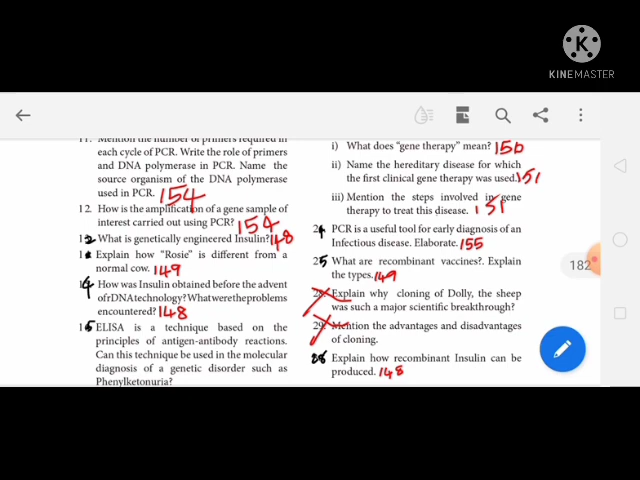 K
KINEMASTER
11. Mention the number of primers required in
each cycle of PCR. Write the role of primers
and DNA polymerase in PCR. Name the
source organism of the DNA polymerase
used in PCR. 154
12. How is the amplification of a gene sample of
interest carried out using PCR? 154
What is genetically engineered Insulin? 148
Explain how "Rosie" is different from a
normal cow. 149
How was Insulin obtained before the advent
of rDNA technology? What were the problems
encountered? 148
15 ELISA is a technique based on the
principles of antigen-antibody reactions.
Can this technique be used in the molecular
diagnosis of a genetic disorder such as
Phenylketonuria?
i) What does "gene therapy" mean? 150
ii) Name the hereditary disease for which
the first clinical gene therapy was used. 151
iii) Mention the steps involved in gene
therapy to treat this disease. 151
24 PCR is a useful tool for early diagnosis of an
Infectious disease. Elaborate. 155
25 What are recombinant vaccines?. Explain
the types. 149
28. Explain why cloning of Dolly, the sheep
was such a major scientific breakthrough?
29. Mention the advantages and disadvantages
of cloning.
26 Explain how recombinant Insulin can be
produced. 148
182